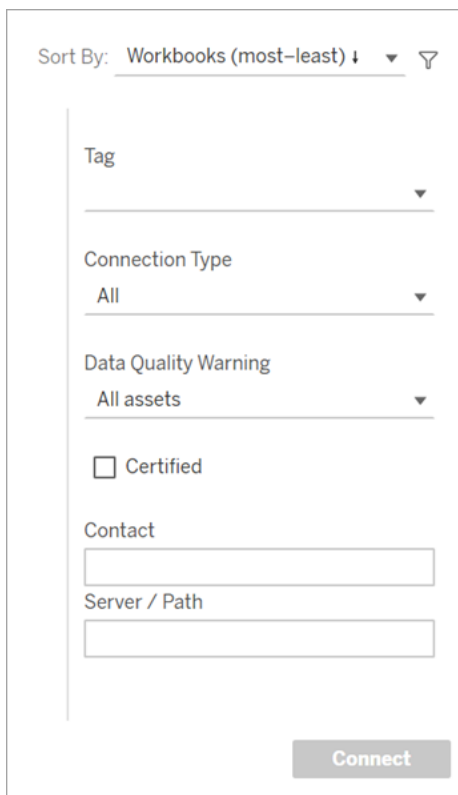 Sort By: Workbooks (most–least) ↓
Tag
Connection Type
All
Data Quality Warning
All assets
Certified
Contact
Server / Path
Connect